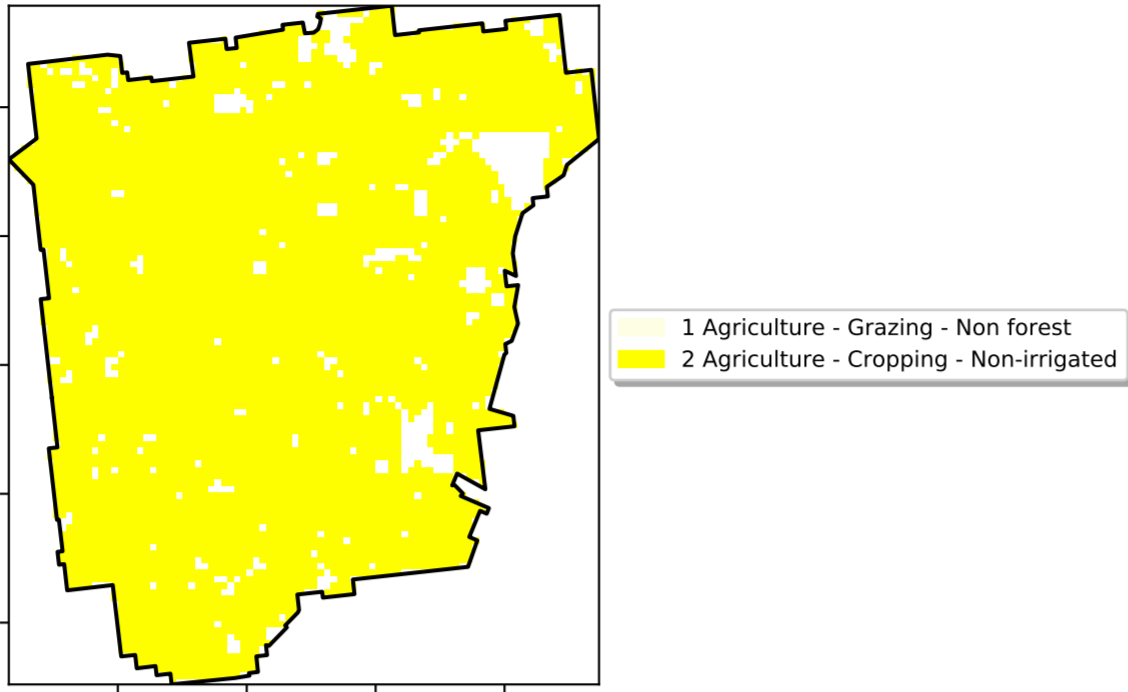 1 Agriculture - Grazing - Non forest
2 Agriculture - Cropping - Non-irrigated